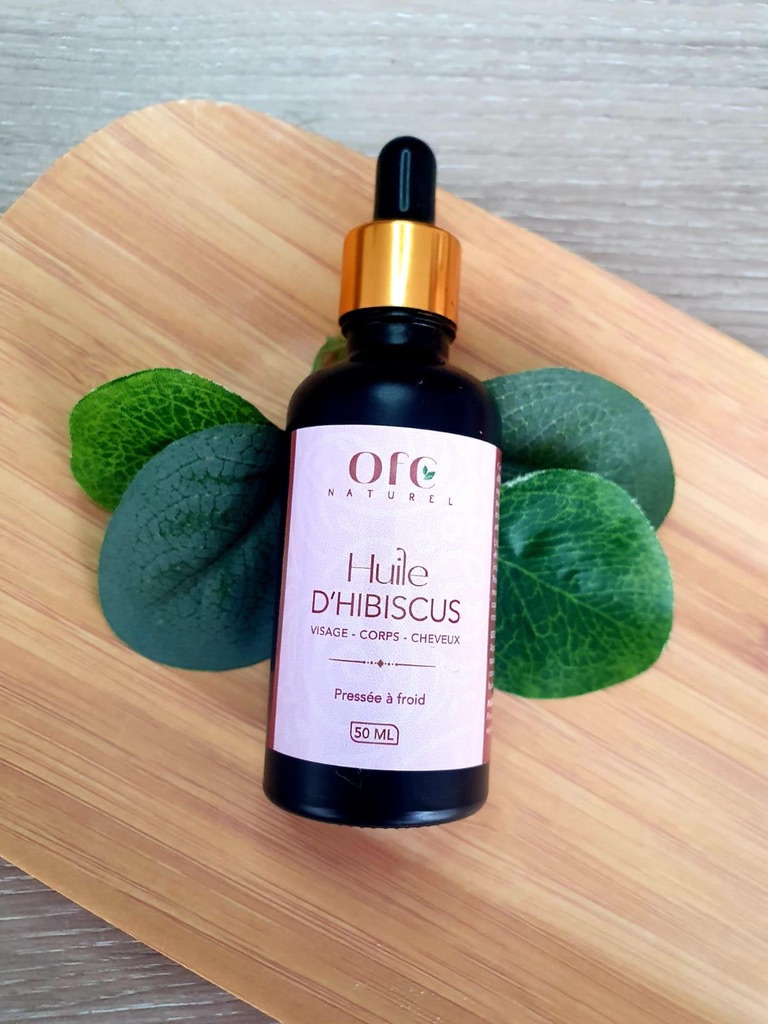 Ofc
NATUREL
Huile
D'HIBISCUS
VISAGE - CORPS - CHEVEUX
Pressée à froid
50 ML